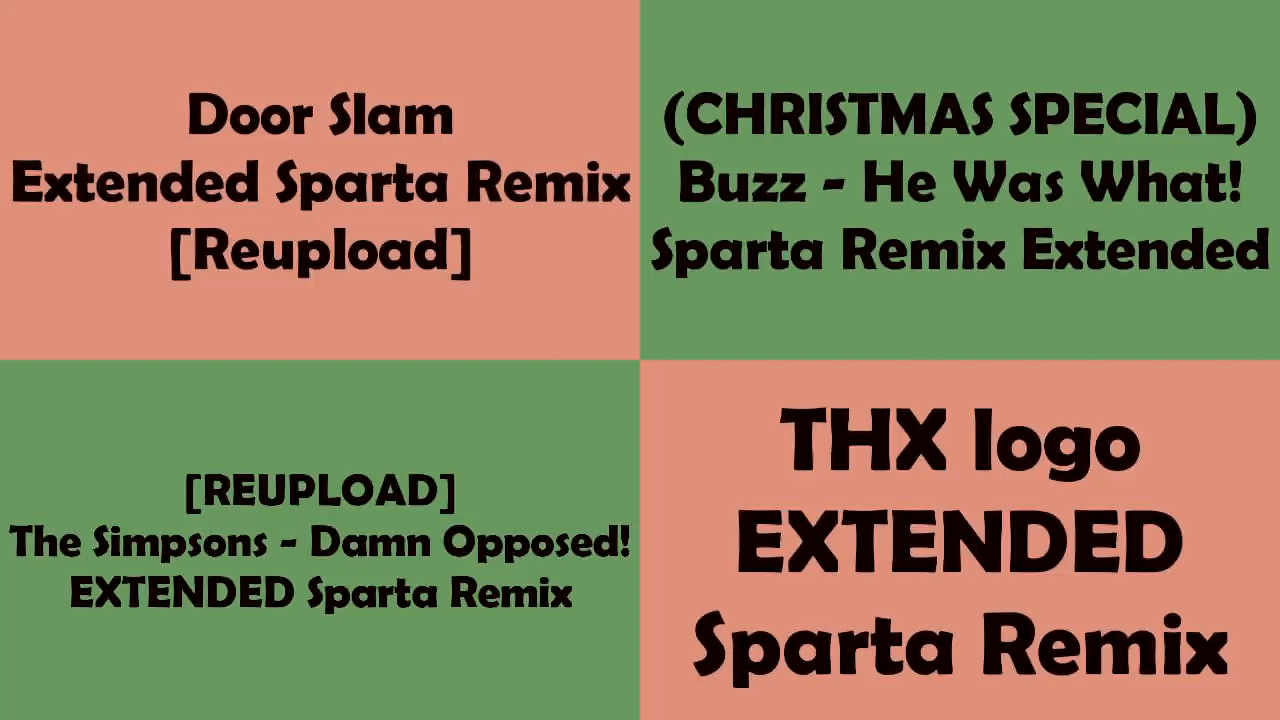 Door Slam
Extended Sparta Remix
[Reupload]
(CHRISTMAS SPECIAL)
Buzz - He Was What!
Sparta Remix Extended
[REUPLOAD]
The Simpsons - Damn Opposed!
EXTENDED Sparta Remix
THX logo
EXTENDED
Sparta Remix